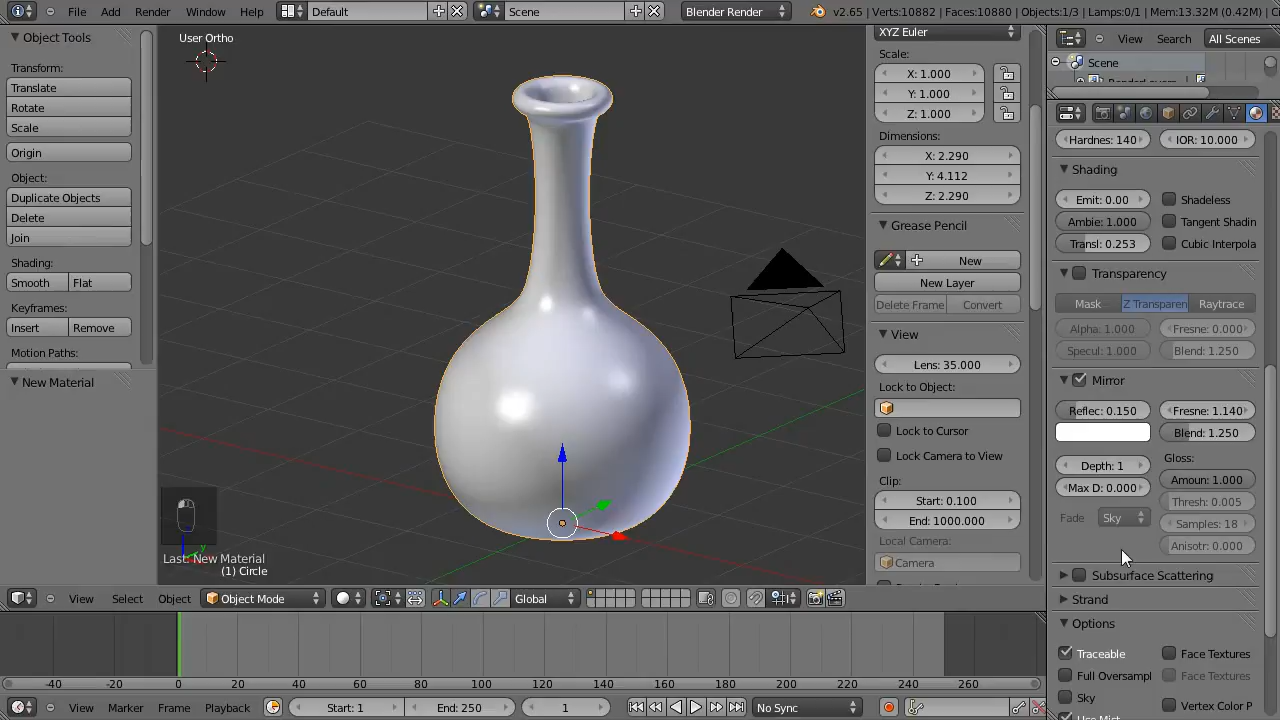 File Add Render Window Help Default Scene Blender Render v2.65 | Verts:10882 | Faces:10880 | Objects:1/3 | Lamps:0/1 | Mem:13.32M (0.42M) | Ci
Object Tools
Transform:
Translate
Rotate
Scale
Origin
Object:
Duplicate Objects
Delete
Join
Shading:
Smooth Flat
Keyframes:
Insert Remove
Motion Paths:
New Material
User Ortho
Last: New Material
(1) Circle
XYZ Euler
Scale:
X: 1.000
Y: 1.000
Z: 1.000
Dimensions:
X: 2.290
Y: 4.112
Z: 2.290
Grease Pencil
New
New Layer
Delete Frame Convert
View
Lens: 35.000
Lock to Object:
Lock to Cursor
Lock Camera to View
Clip:
Start: 0.100
End: 1000.000
Local Camera:
Camera
View Search All Scenes
Scene
Hardnes: 140 IOR: 10.000
Shading
Emit: 0.00 Shadeless
Ambie: 1.000 Tangent Shadin
Transl: 0.253 Cubic Interpola
Transparency
Mask Z Transparen Raytrace
Alpha: 1.000 Fresne: 0.000
Specul: 1.000 Blend: 1.250
Mirror
Reflec: 0.150 Fresne: 1.140
Blend: 1.250
Depth: 1 Gloss:
Max D: 0.000 Amoun: 1.000
Fade Sky Thresh: 0.005
Samples: 18
Anisotr: 0.000
Subsurface Scattering
Strand
Options
Traceable Face Textures
Full Oversampl Face Textures
Sky Vertex Color P
Use Mist
View Select Object Object Mode Global
-40 -20 0 20 40 60 80 100 120 140 160 180 200 220 240 260
View Marker Frame Playback Start: 1 End: 250 1 No Sync